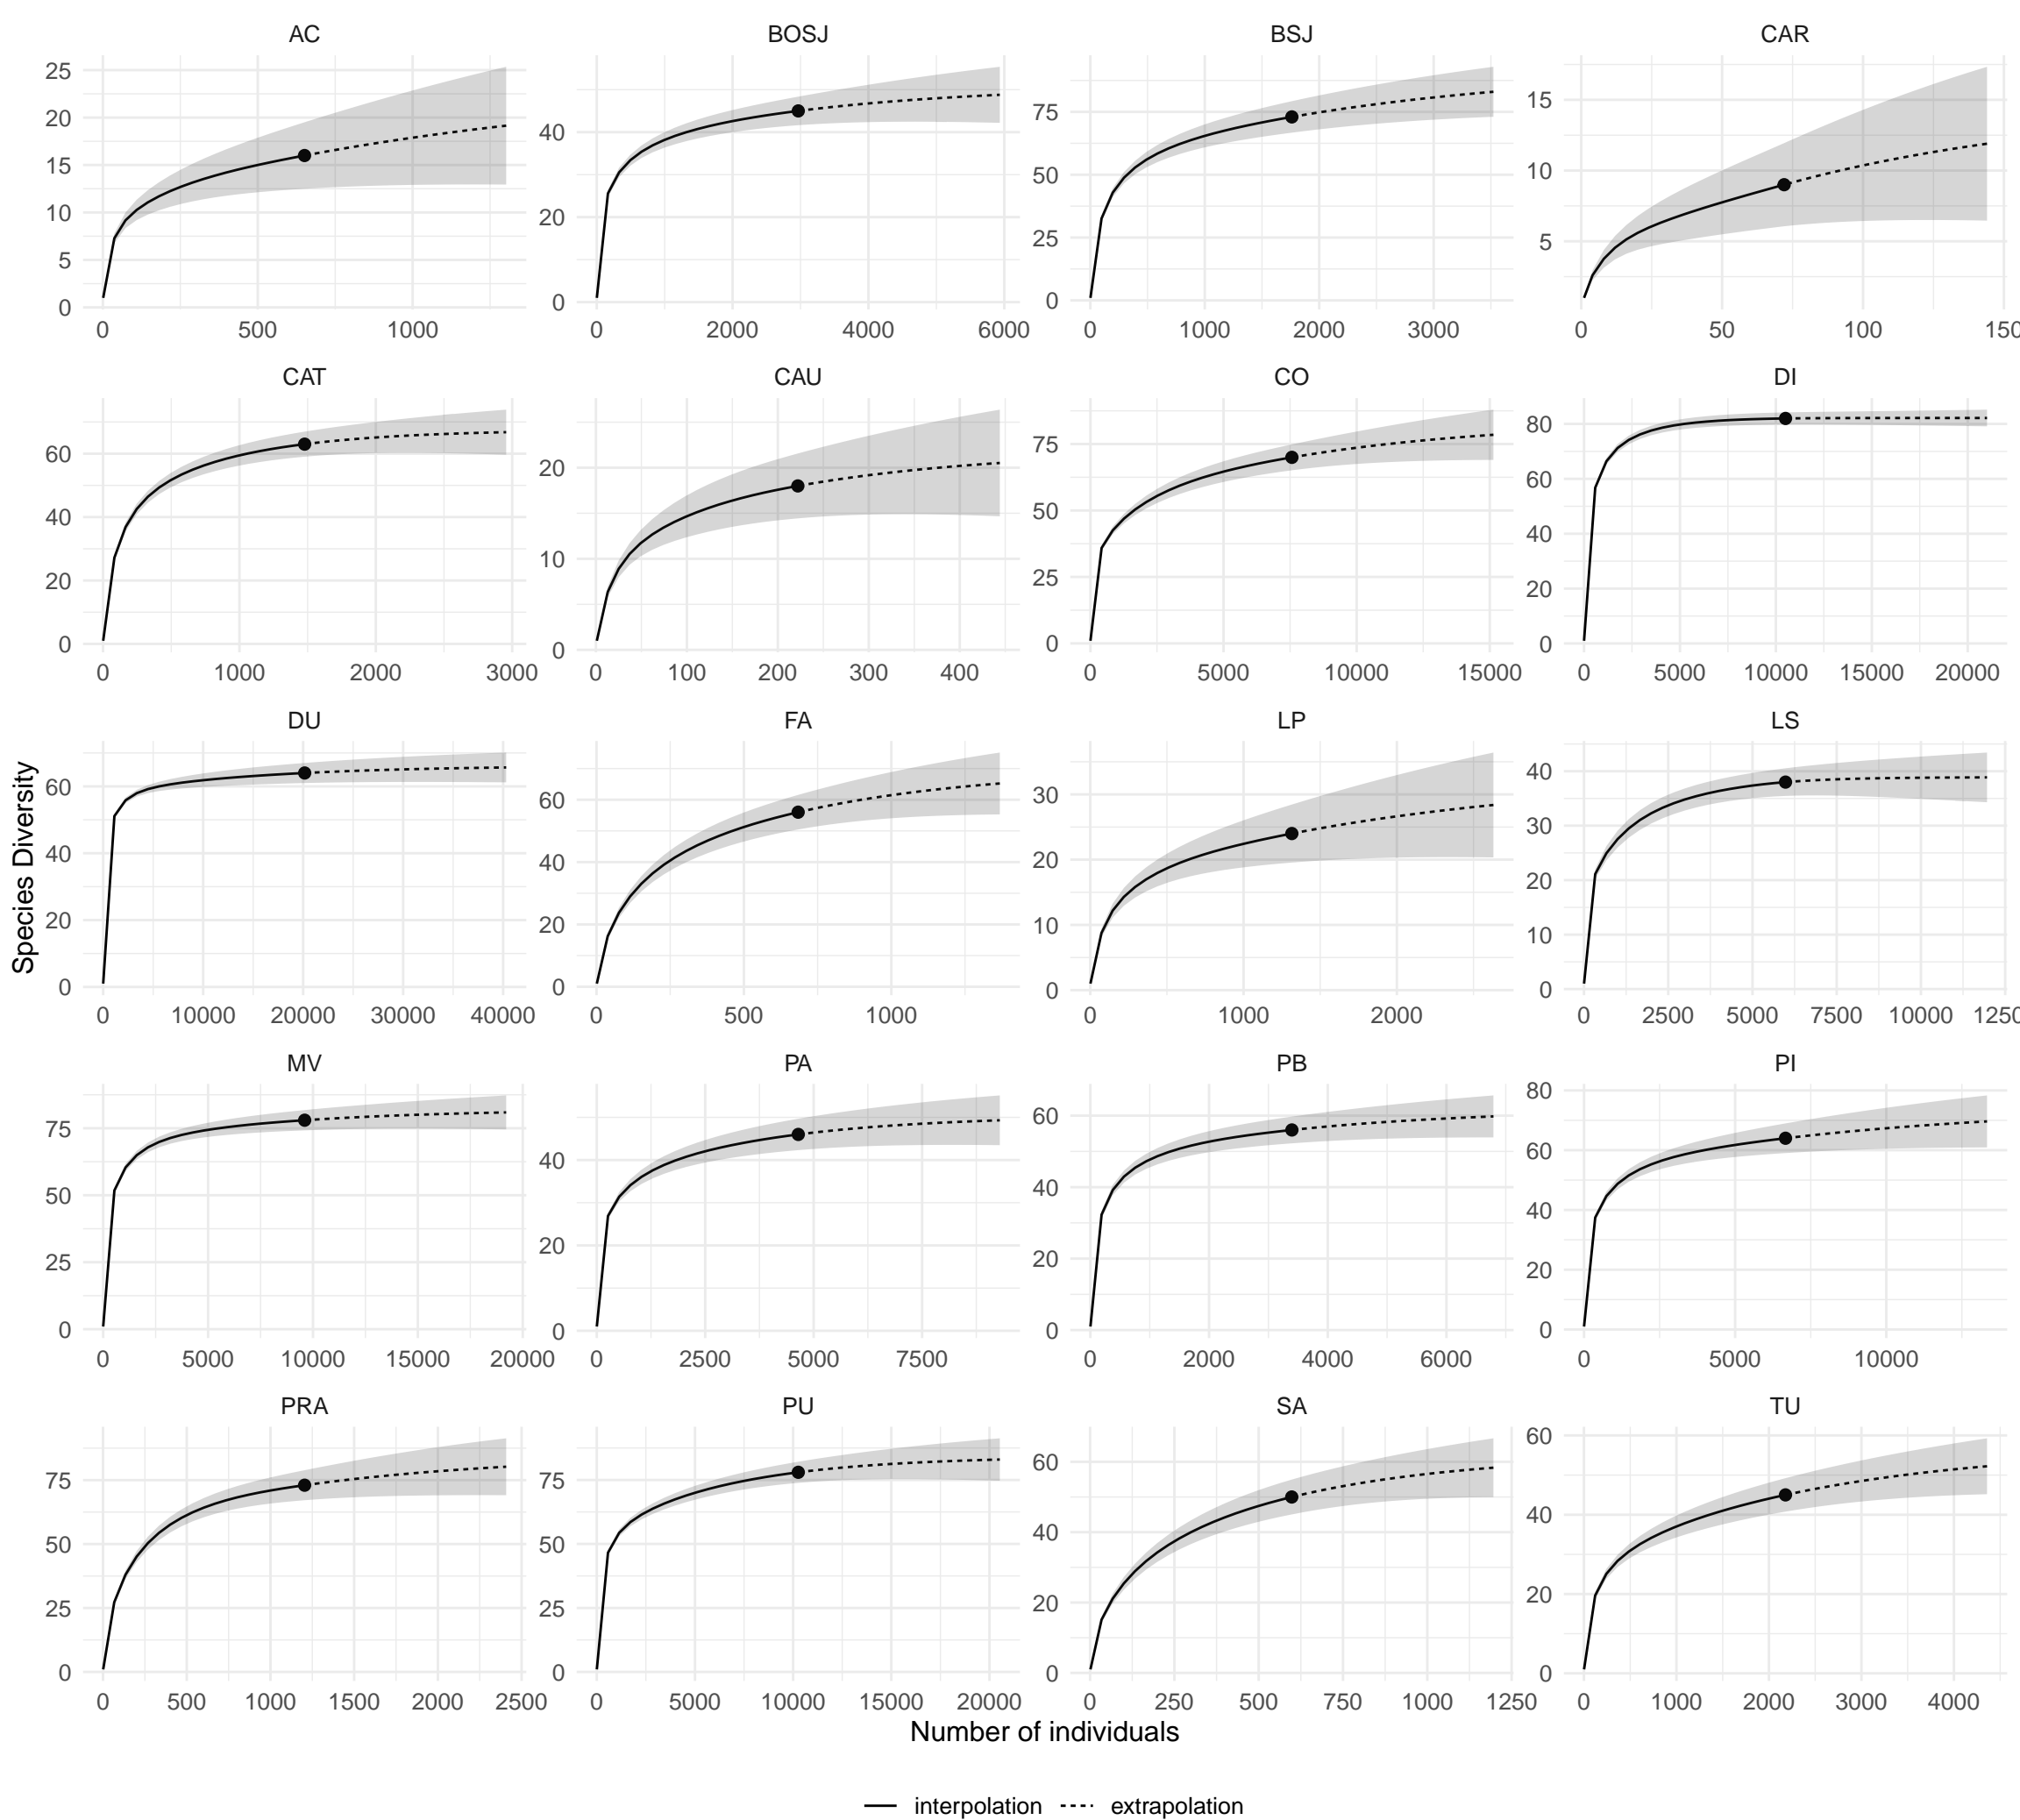 AC BOSJ BSJ CAR
25
20
15
10
5
0
0 500 1000
40
20
0
0 2000 4000 6000
75
50
25
0
0 1000 2000 3000
15
10
5
0 50 100 150
CAT CAU CO DI
60
40
20
0
0 1000 2000 3000
20
10
0
0 100 200 300 400
75
50
25
0
0 5000 10000 15000
80
60
40
20
0
0 5000 10000 15000 20000
DU FA LP LS
Species Diversity
60
40
20
0
0 10000 20000 30000 40000
60
40
20
0
0 500 1000
30
20
10
0
0 1000 2000
40
30
20
10
0
0 2500 5000 7500 10000 1250
MV PA PB PI
75
50
25
0
0 5000 10000 15000 20000
40
20
0
0 2500 5000 7500
60
40
20
0
0 2000 4000 6000
80
60
40
20
0
0 5000 10000
PRA PU SA TU
75
50
25
0
0 500 1000 1500 2000 2500
75
50
25
0
0 5000 10000 15000 20000
60
40
20
0
0 250 500 750 1000 1250
60
40
20
0
0 1000 2000 3000 4000
Number of individuals
interpolation extrapolation